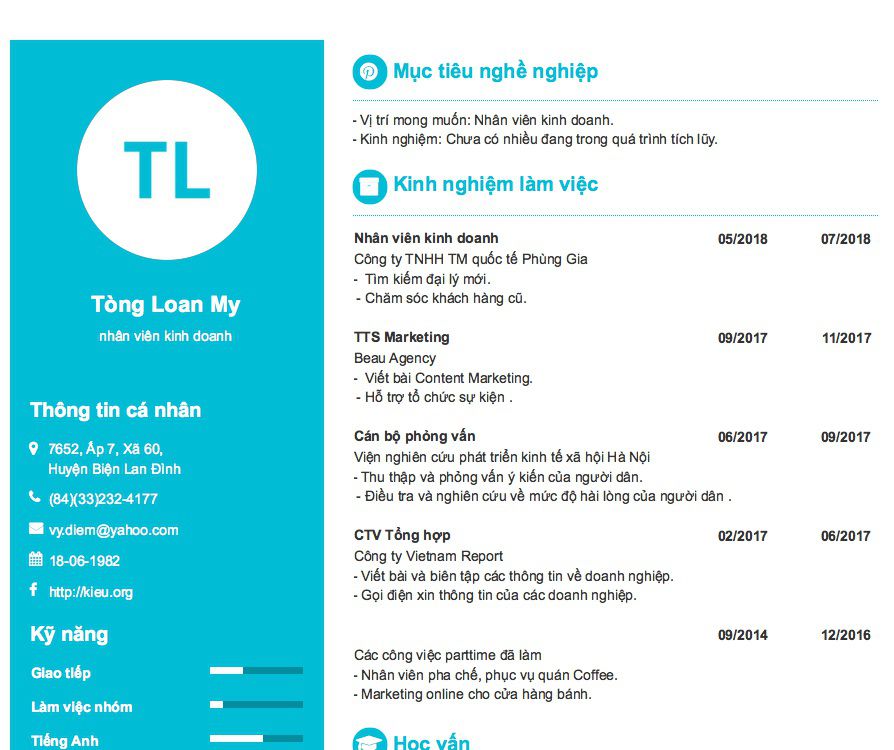 TL
Tòng Loan My
nhân viên kinh doanh
Thông tin cá nhân
7652, Ấp 7, Xã 60,
Huyện Biện Lan Đình
(84)(33)232-4177
vy.diem@yahoo.com
18-06-1982
http://kieu.org
Kỹ năng
Giao tiếp
Làm việc nhóm
Tiếng Anh
Mục tiêu nghề nghiệp
- Vị trí mong muốn: Nhân viên kinh doanh.
- Kinh nghiệm: Chưa có nhiều đang trong quá trình tích lũy.
Kinh nghiệm làm việc
Nhân viên kinh doanh 05/2018 07/2018
Công ty TNHH TM quốc tế Phùng Gia
- Tìm kiếm đại lý mới.
- Chăm sóc khách hàng cũ.
TTS Marketing 09/2017 11/2017
Beau Agency
- Viết bài Content Marketing.
- Hỗ trợ tổ chức sự kiện .
Cán bộ phỏng vấn 06/2017 09/2017
Viện nghiên cứu phát triển kinh tế xã hội Hà Nội
- Thu thập và phỏng vấn ý kiến của người dân.
- Điều tra và nghiên cứu về mức độ hài lòng của người dân .
CTV Tổng hợp 02/2017 06/2017
Công ty Vietnam Report
- Viết bài và biên tập các thông tin về doanh nghiệp.
- Gọi điện xin thông tin của các doanh nghiệp.
09/2014 12/2016
Các công việc parttime đã làm
- Nhân viên pha chế, phục vụ quán Coffee.
- Marketing online cho cửa hàng bánh.
Học vấn